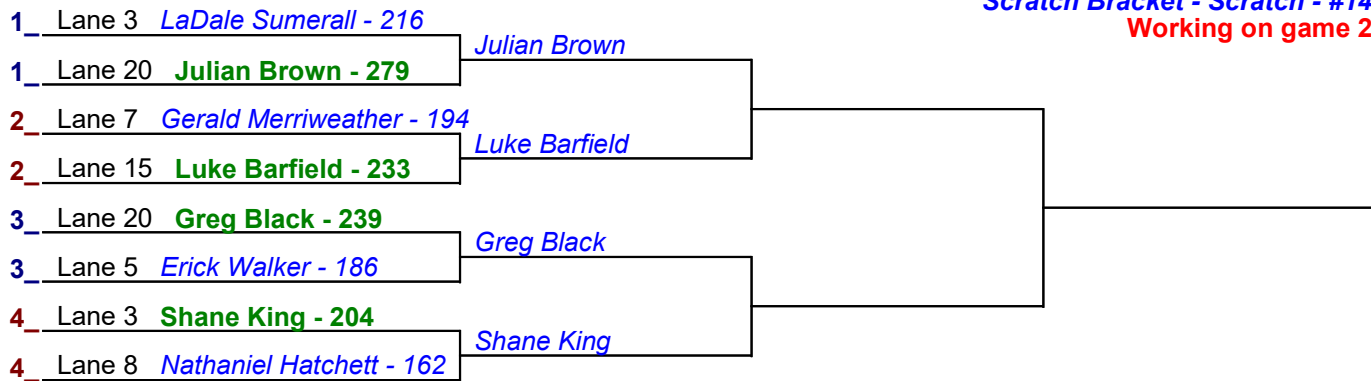 Scratch Bracket - Scratch - #14
Working on game 2
1_ Lane 3 LaDale Sumerall - 216
Julian Brown
1_ Lane 20 Julian Brown - 279
2_ Lane 7 Gerald Merriweather - 194
Luke Barfield
2_ Lane 15 Luke Barfield - 233
3_ Lane 20 Greg Black - 239
Greg Black
3_ Lane 5 Erick Walker - 186
4_ Lane 3 Shane King - 204
Shane King
4_ Lane 8 Nathaniel Hatchett - 162